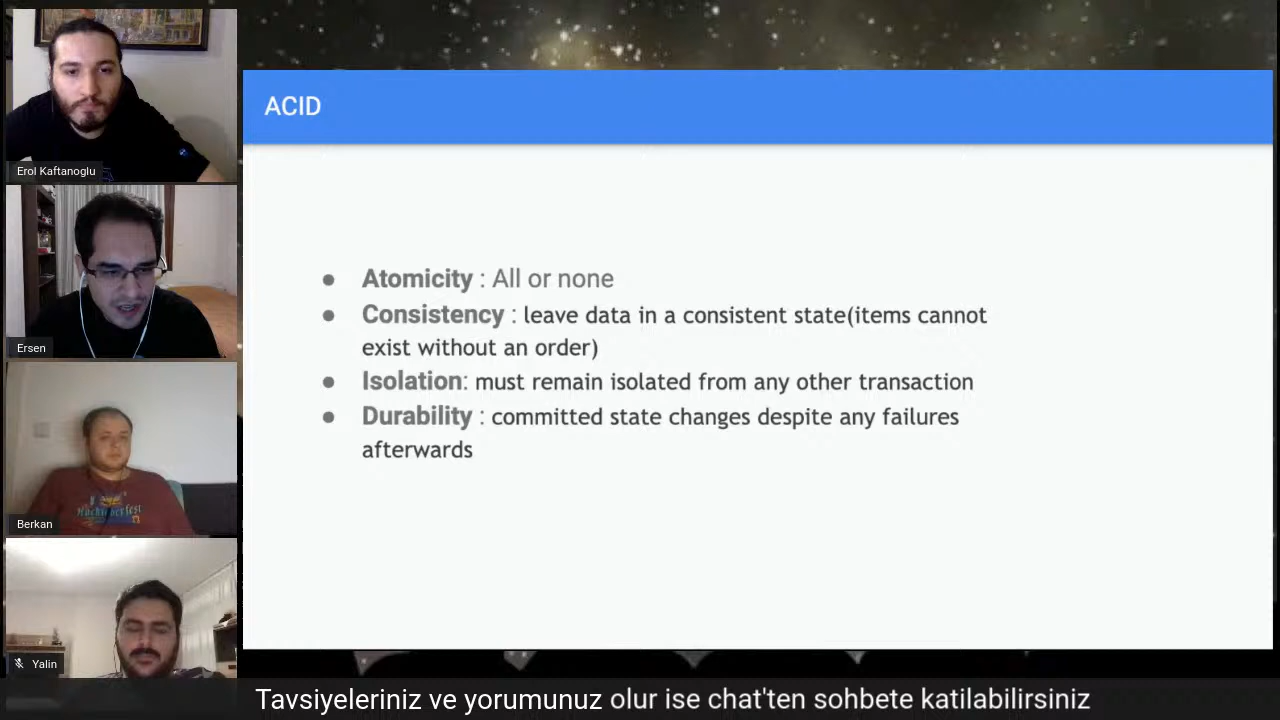 Erol Kaftanoglu
Ersen
Berkan
Yalin
ACID
● Atomicity : All or none
● Consistency : leave data in a consistent state(items cannot
exist without an order)
● Isolation: must remain isolated from any other transaction
● Durability : committed state changes despite any failures
afterwards
Tavsiyeleriniz ve yorumunuz olur ise chat'ten sohbete katilabilirsiniz